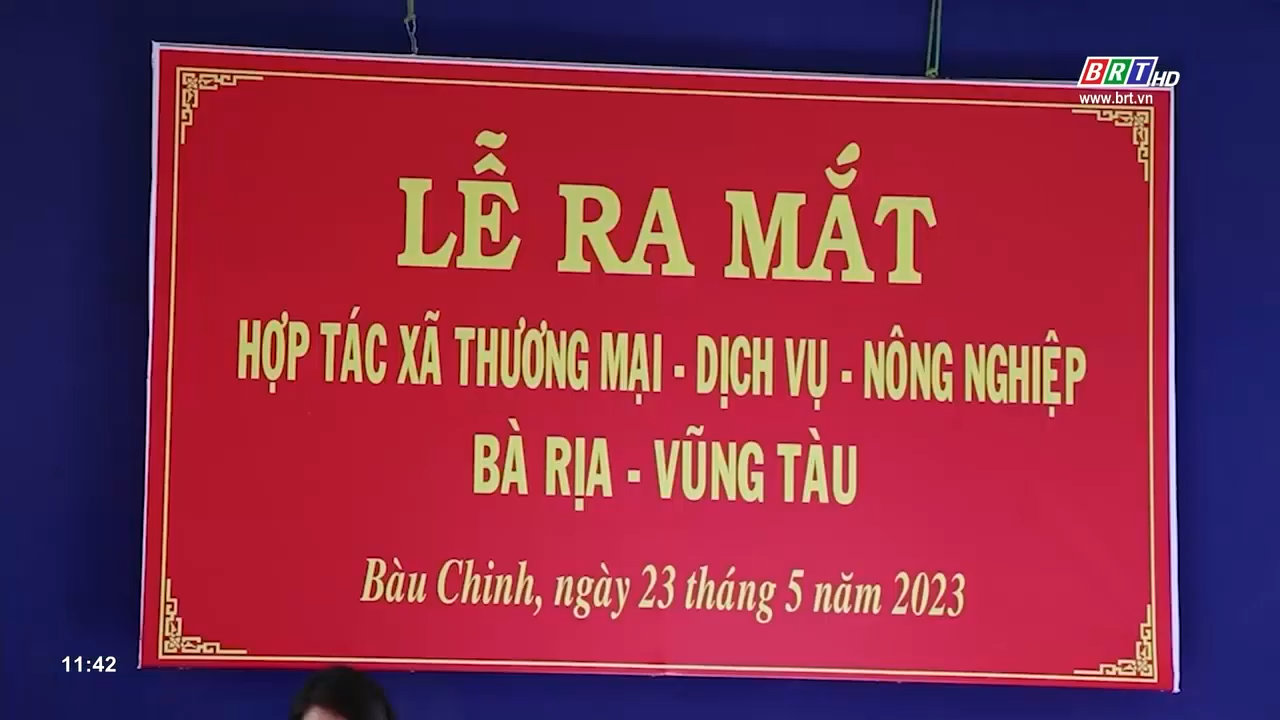 BRT HD
www.brt.vn
LỄ RA MẮT
HỢP TÁC XÃ THƯƠNG MẠI - DỊCH VỤ - NÔNG NGHIỆP
BÀ RỊA - VŨNG TÀU
Bàu Chinh, ngày 23 tháng 5 năm 2023
11:42